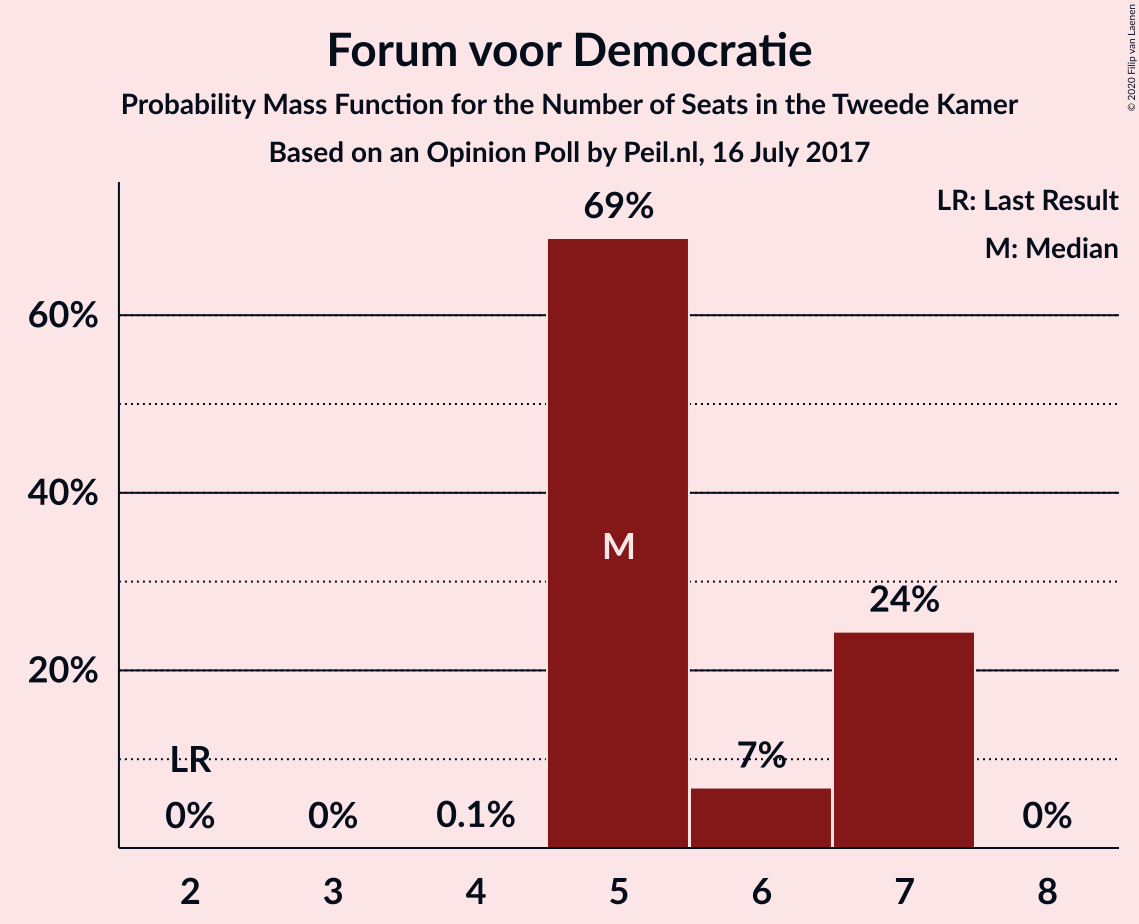 Forum voor Democratie
Probability Mass Function for the Number of Seats in the Tweede Kamer
Based on an Opinion Poll by Peil.nl, 16 July 2017
© 2020 Filip van Laenen
LR: Last Result
M: Median
69%
60%
40%
M
24%
20%
LR
7%
0%
0%
0.1%
0%
2
3
4
5
6
7
8